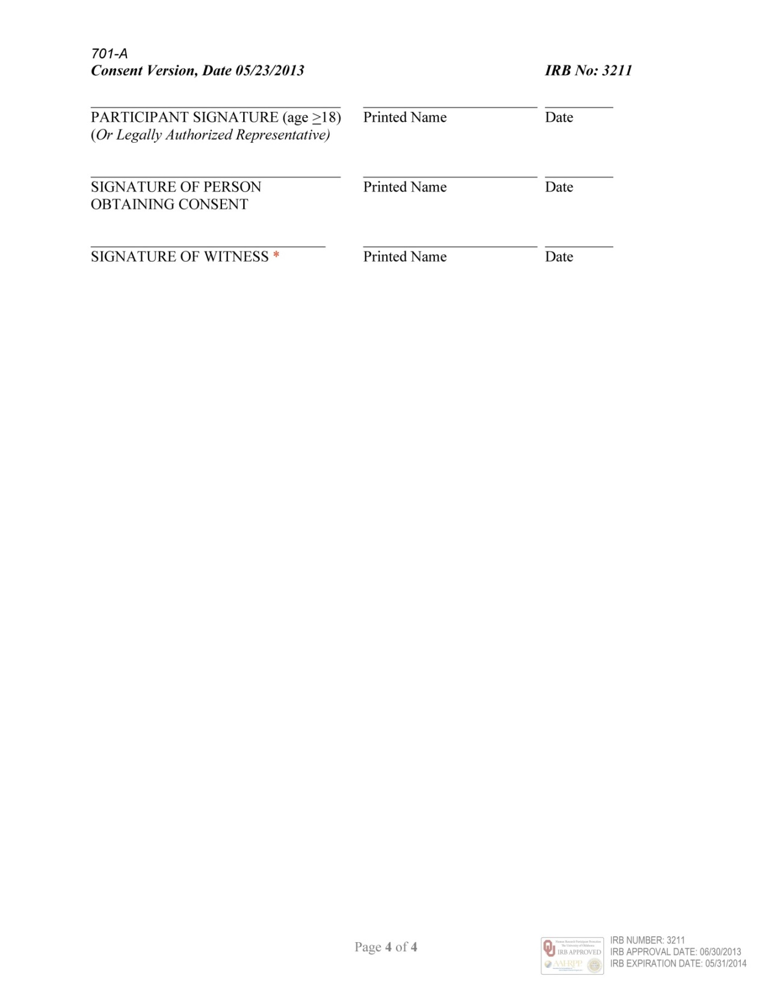 701-A
Consent Version, Date 05/23/2013 IRB No: 3211
PARTICIPANT SIGNATURE (age ≥18) Printed Name Date
(Or Legally Authorized Representative)
SIGNATURE OF PERSON Printed Name Date
OBTAINING CONSENT
SIGNATURE OF WITNESS * Printed Name Date
Page 4 of 4
Human Research Participant Protection
The University of Oklahoma
IRB APPROVED
AAHRPP
IRB NUMBER: 3211
IRB APPROVAL DATE: 06/30/2013
IRB EXPIRATION DATE: 05/31/2014